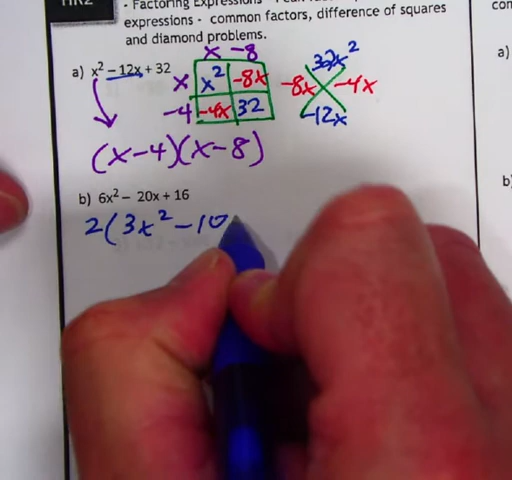 - Factoring Expressions -
expressions - common factors, difference of squares
and diamond problems.
con
a) x² - 12x + 32
x -8
x x² -8x
-4 -4x 32
32x²
-8x -4x
-12x
a)
(x-4)(x-8)
b) 6x² - 20x + 16
b)
2(3x² - 10